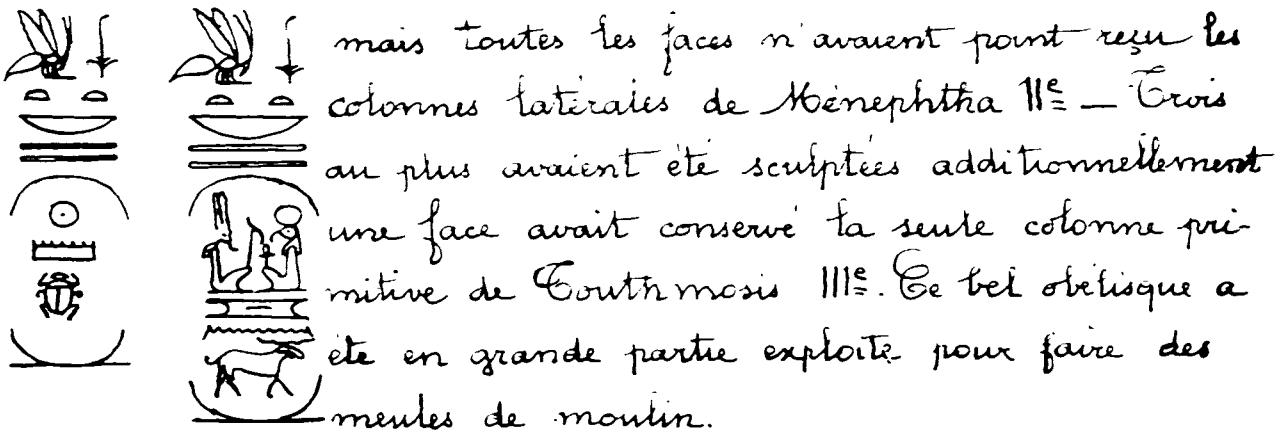 mais toutes les faces n'avaient point reçu les
colonnes latérales de Ménephtha IIe — Trois
au plus avaient été sculptées additionnellement
une face avait conservé la seule colonne pri-
mitive de Touthmosis IIIe. Ce bel obélisque a
été en grande partie exploité pour faire des
meules de moulin.